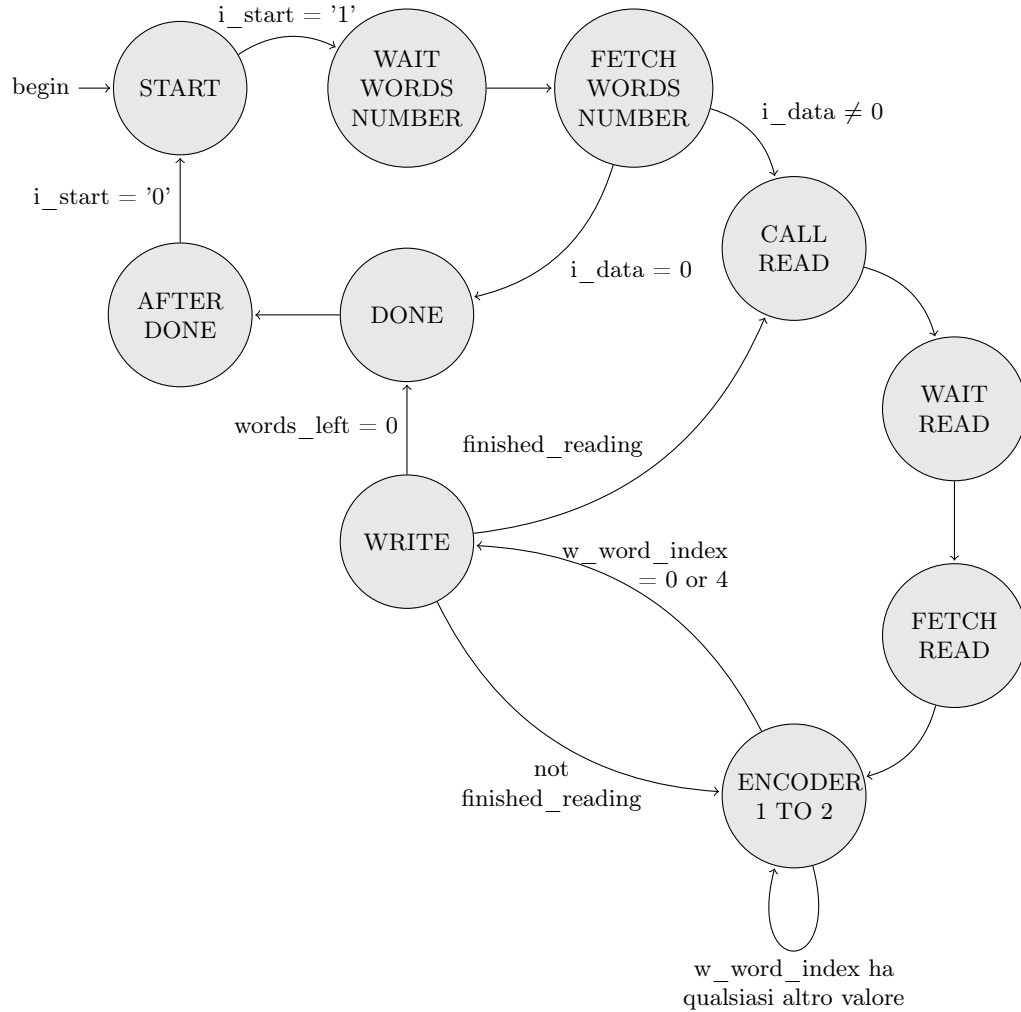 i_start = '1'
begin
START
WAIT
WORDS
NUMBER
FETCH
WORDS
NUMBER
i_data ≠ 0
i_start = '0'
CALL
READ
i_data = 0
AFTER
DONE
DONE
WAIT
READ
words_left = 0
finished_reading
WRITE
w_word_index
= 0 or 4
FETCH
READ
not
finished_reading
ENCODER
1 TO 2
w_word_index ha
qualsiasi altro valore